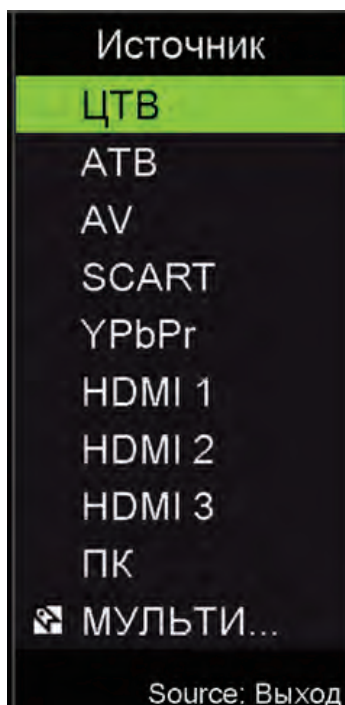 Источник
ЦТВ
АТВ
AV
SCART
YPbPr
HDMI 1
HDMI 2
HDMI 3
ПК
МУЛЬТИ...
Source: Выход